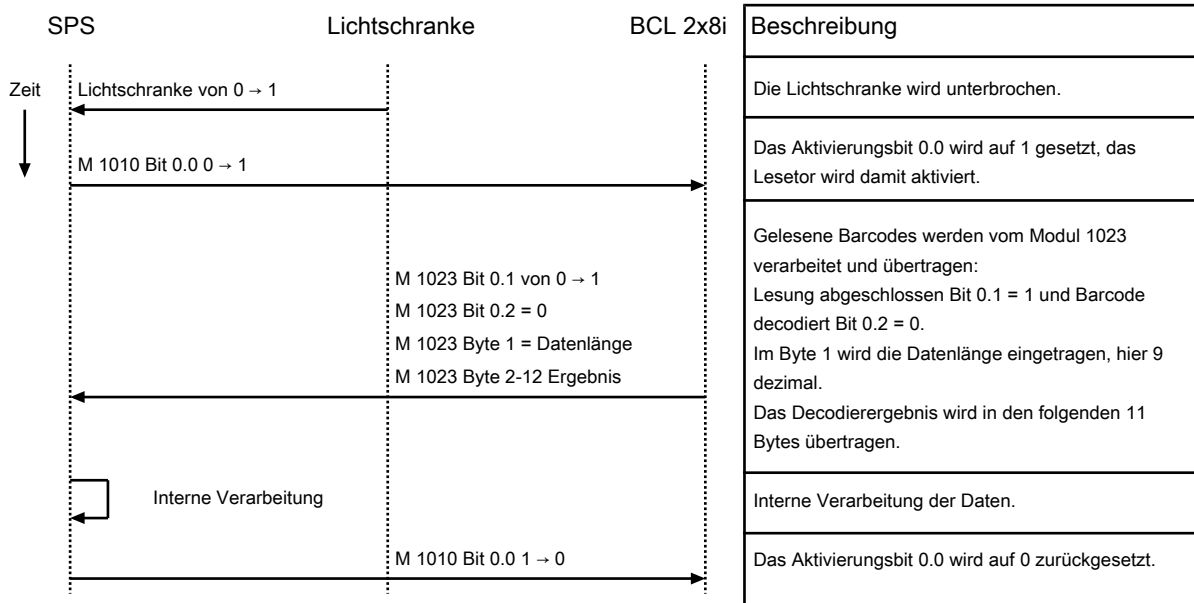 SPS
Lichtschranke
BCL 2x8i
Beschreibung
Zeit
Lichtschranke von 0 → 1
Die Lichtschranke wird unterbrochen.
M 1010 Bit 0.0 0 → 1
Das Aktivierungsbit 0.0 wird auf 1 gesetzt, das
Lesetor wird damit aktiviert.
M 1023 Bit 0.1 von 0 → 1
M 1023 Bit 0.2 = 0
M 1023 Byte 1 = Datenlänge
M 1023 Byte 2-12 Ergebnis
Gelesene Barcodes werden vom Modul 1023
verarbeitet und übertragen:
Lesung abgeschlossen Bit 0.1 = 1 und Barcode
decodiert Bit 0.2 = 0.
Im Byte 1 wird die Datenlänge eingetragen, hier 9
dezimal.
Das Decodierergebnis wird in den folgenden 11
Bytes übertragen.
Interne Verarbeitung
Interne Verarbeitung der Daten.
M 1010 Bit 0.0 1 → 0
Das Aktivierungsbit 0.0 wird auf 0 zurückgesetzt.